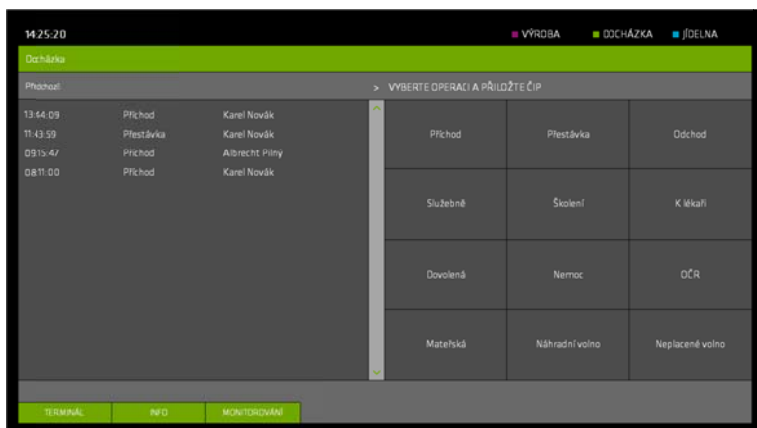 14:25:20
VÝROBA
DOCHÁZKA
JÍDELNA
Docházka
Předchozí
> VYBERTE OPERACI A PŘILOŽTE ČIP
13:44:09 Příchod Karel Novák
11:43:59 Přestávka Karel Novák
09:15:47 Příchod Albrecht Pilný
08:11:00 Příchod Karel Novák
Příchod Přestávka Odchod
Služebně Školení K lékaři
Dovolená Nemoc OČR
Mateřská Náhradní volno Neplacené volno
TERMINÁL INFO MONITOROVÁNÍ